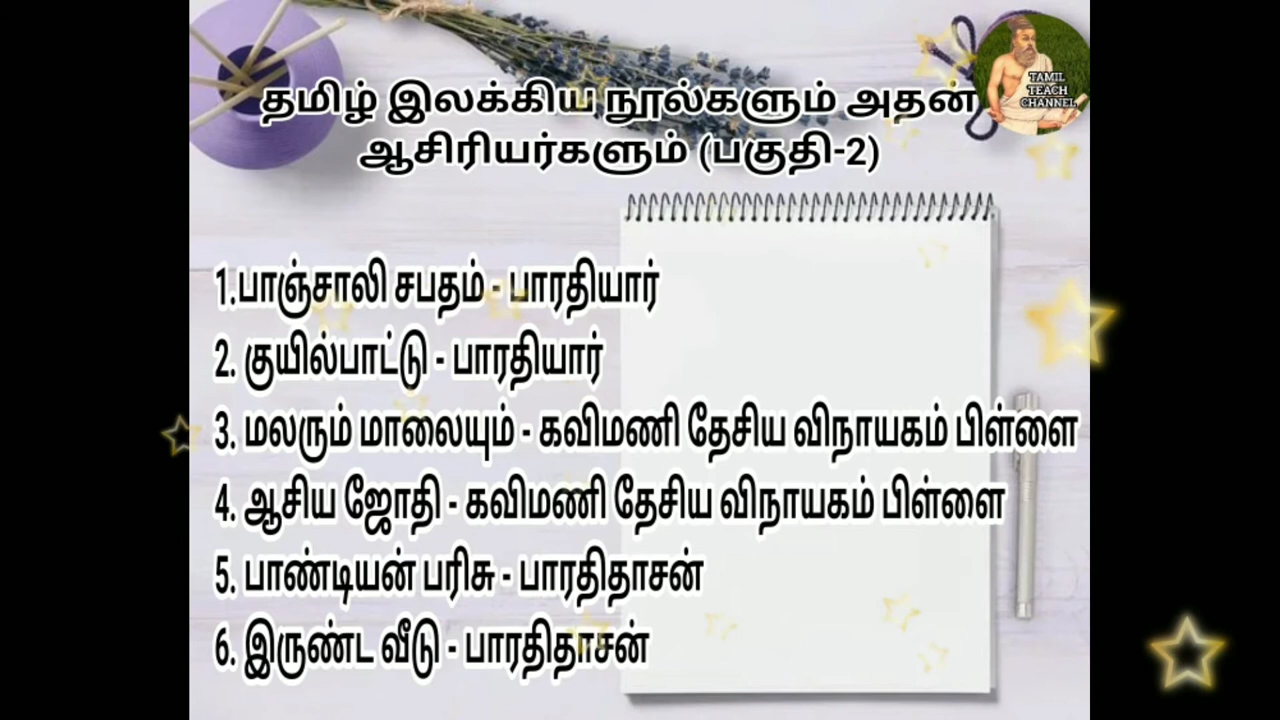 தமிழ் இலக்கிய நூல்களும் அதன்
ஆசிரியர்களும் (பகுதி-2)
TAMIL
TEACH
CHANNEL
1.பாஞ்சாலி சபதம் - பாரதியார்
2. குயில்பாட்டு - பாரதியார்
3. மலரும் மாலையும் - கவிமணி தேசிய விநாயகம் பிள்ளை
4. ஆசிய ஜோதி - கவிமணி தேசிய விநாயகம் பிள்ளை
5. பாண்டியன் பரிசு - பாரதிதாசன்
6. இருண்ட வீடு - பாரதிதாசன்